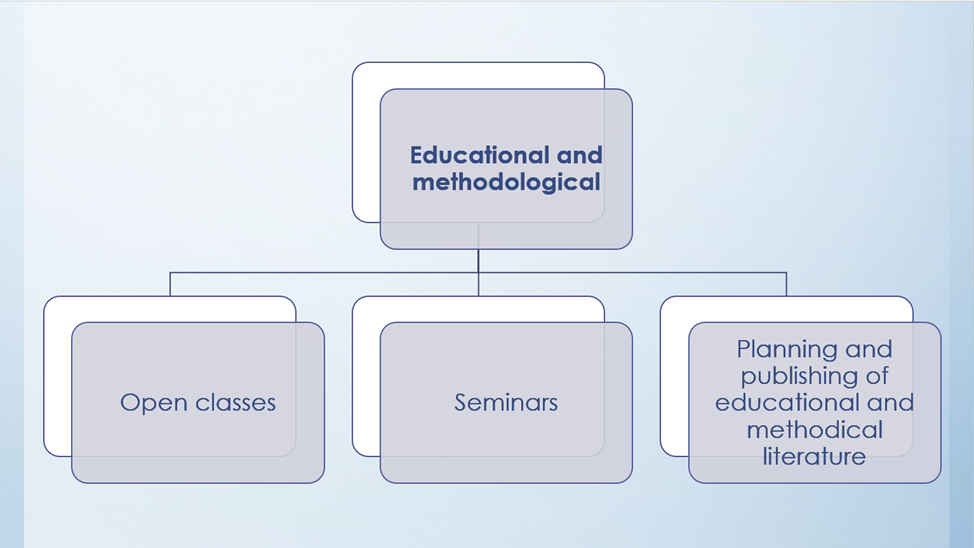 Educational and
methodological
Open classes
Seminars
Planning and
publishing of
educational and
methodical
literature